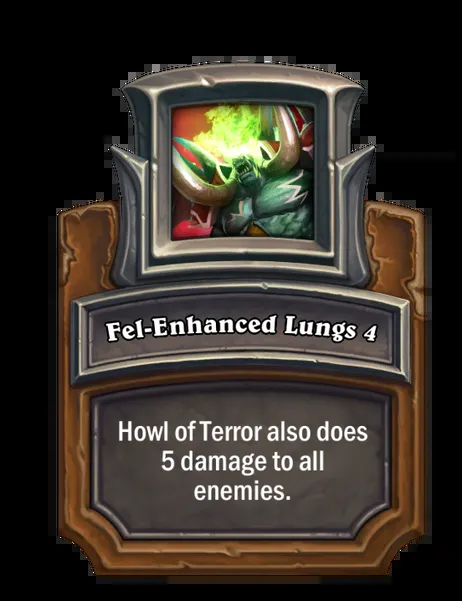 Fel-Enhanced Lungs 4
Howl of Terror also does
5 damage to all
enemies.